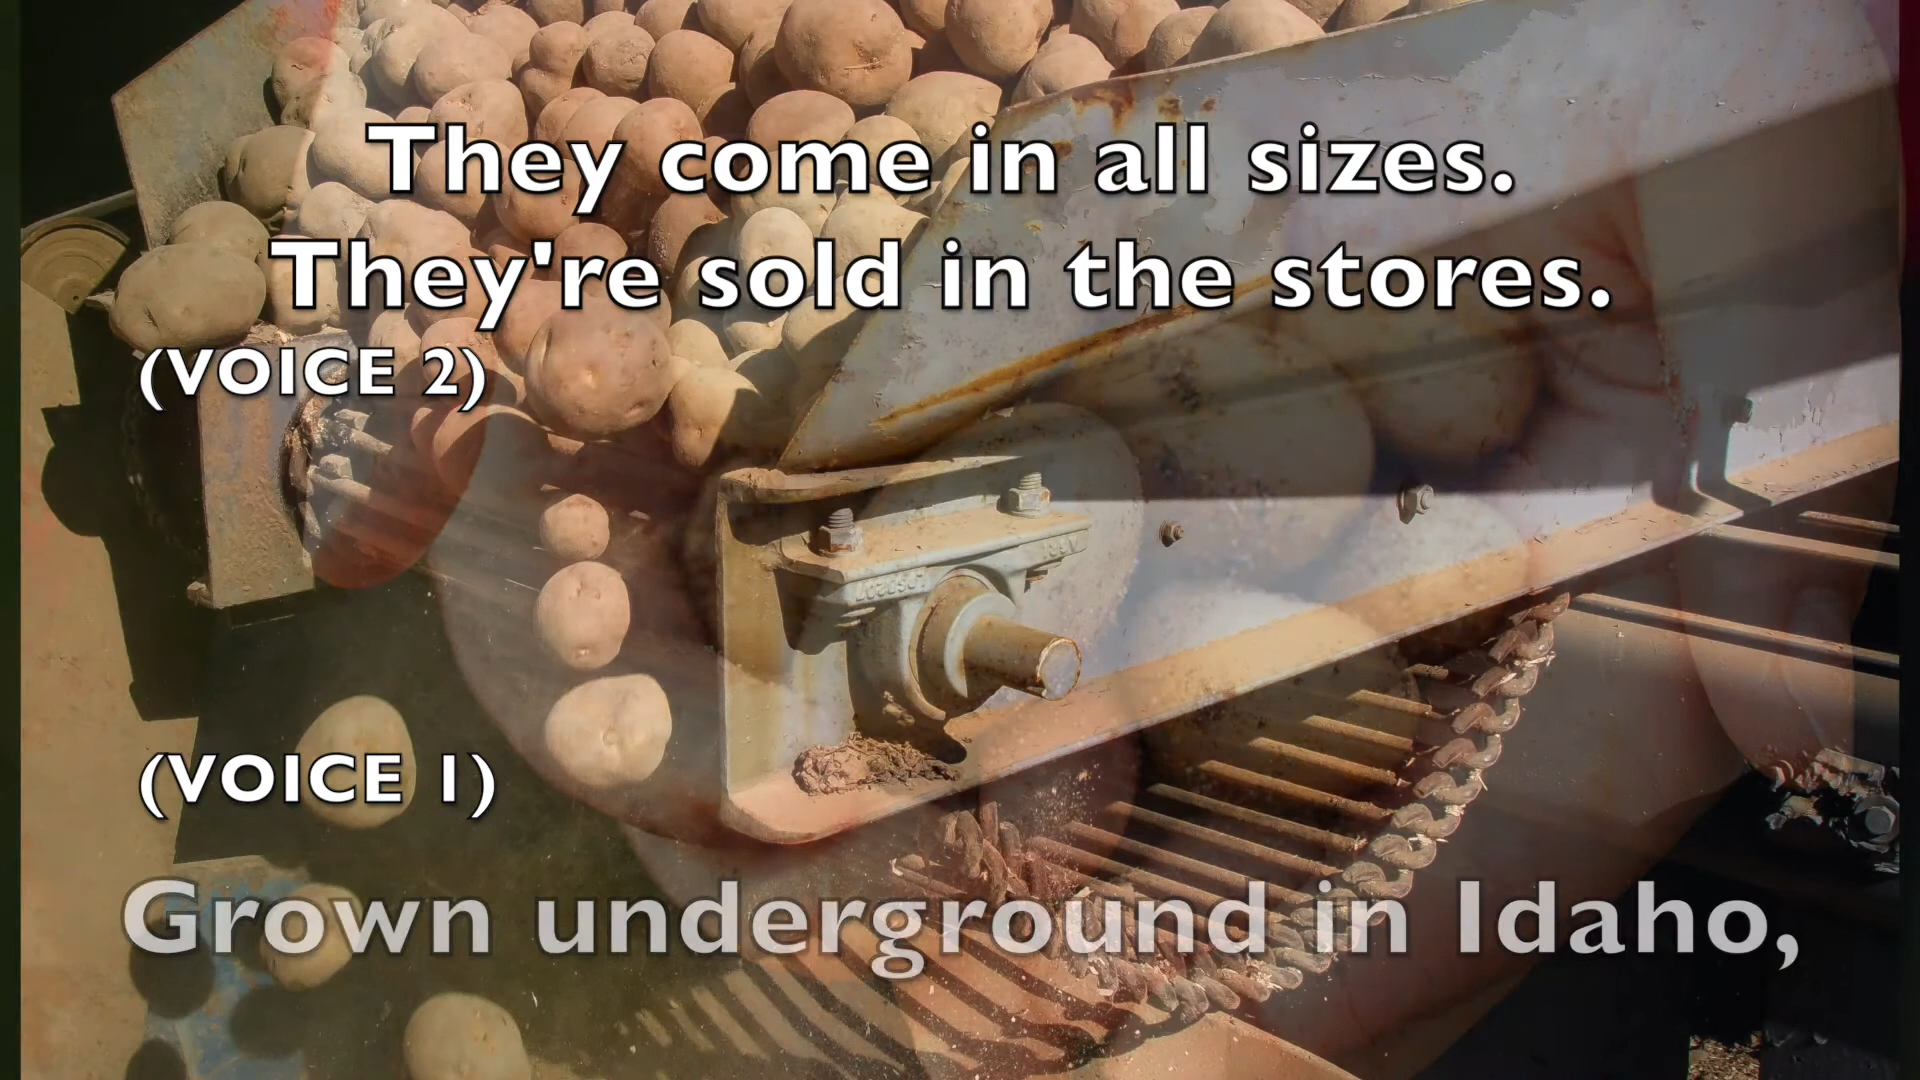 They come in all sizes.
They're sold in the stores.
(VOICE 2)
(VOICE 1)
Grown underground in Idaho,